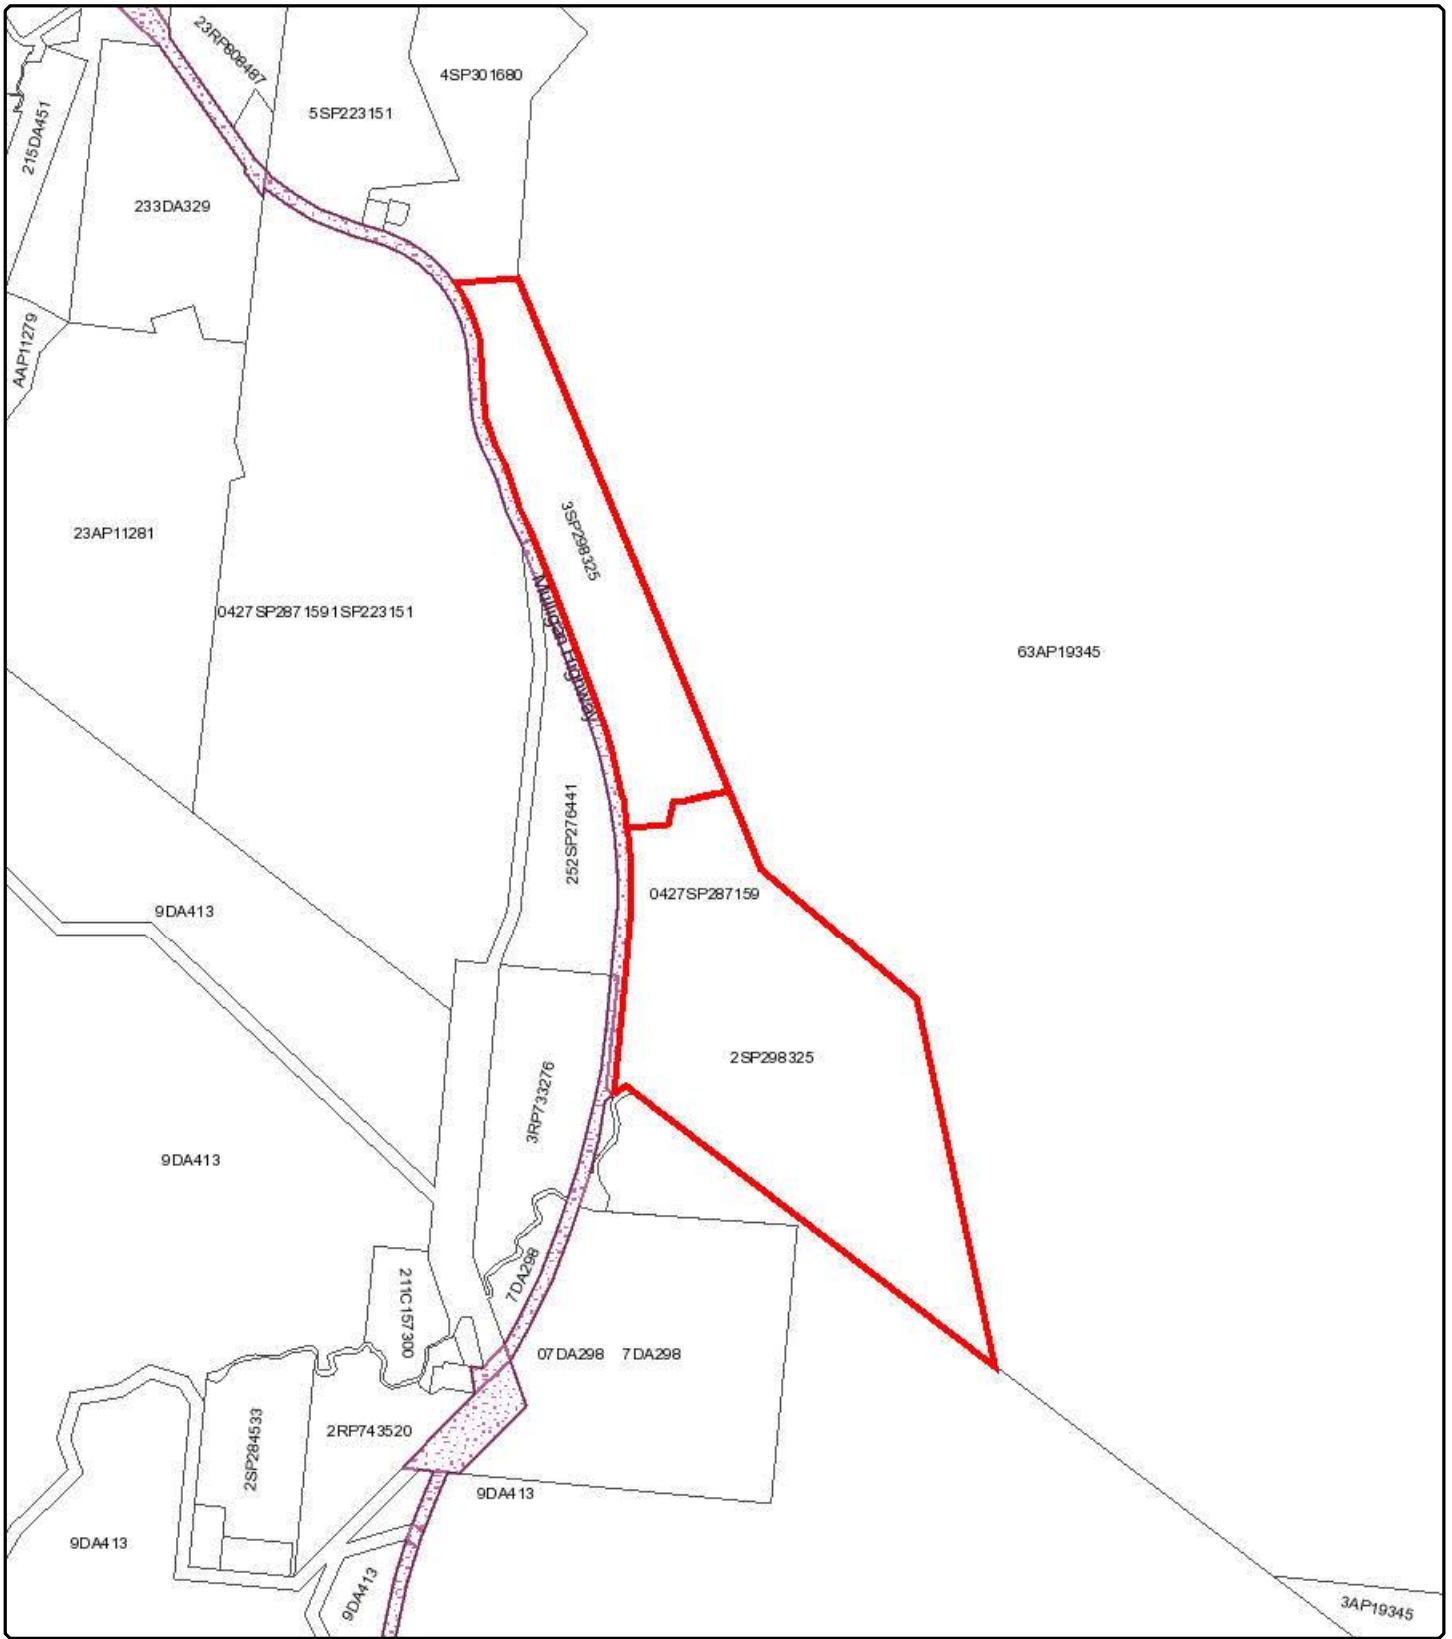 23RP808487
4SP301680
5SP223151
215DA451
233DA329
AAP11279
3SP298325
23AP11281
Mulligan Highway
0427SP2871591SP223151
63AP19345
252SP276441
0427SP287159
9DA413
2SP298325
3RP733276
9DA413
7DA298
211C157300
07DA298 7DA298
2RP743520
2SP284533
9DA413
9DA413
9DA413
3AP19345